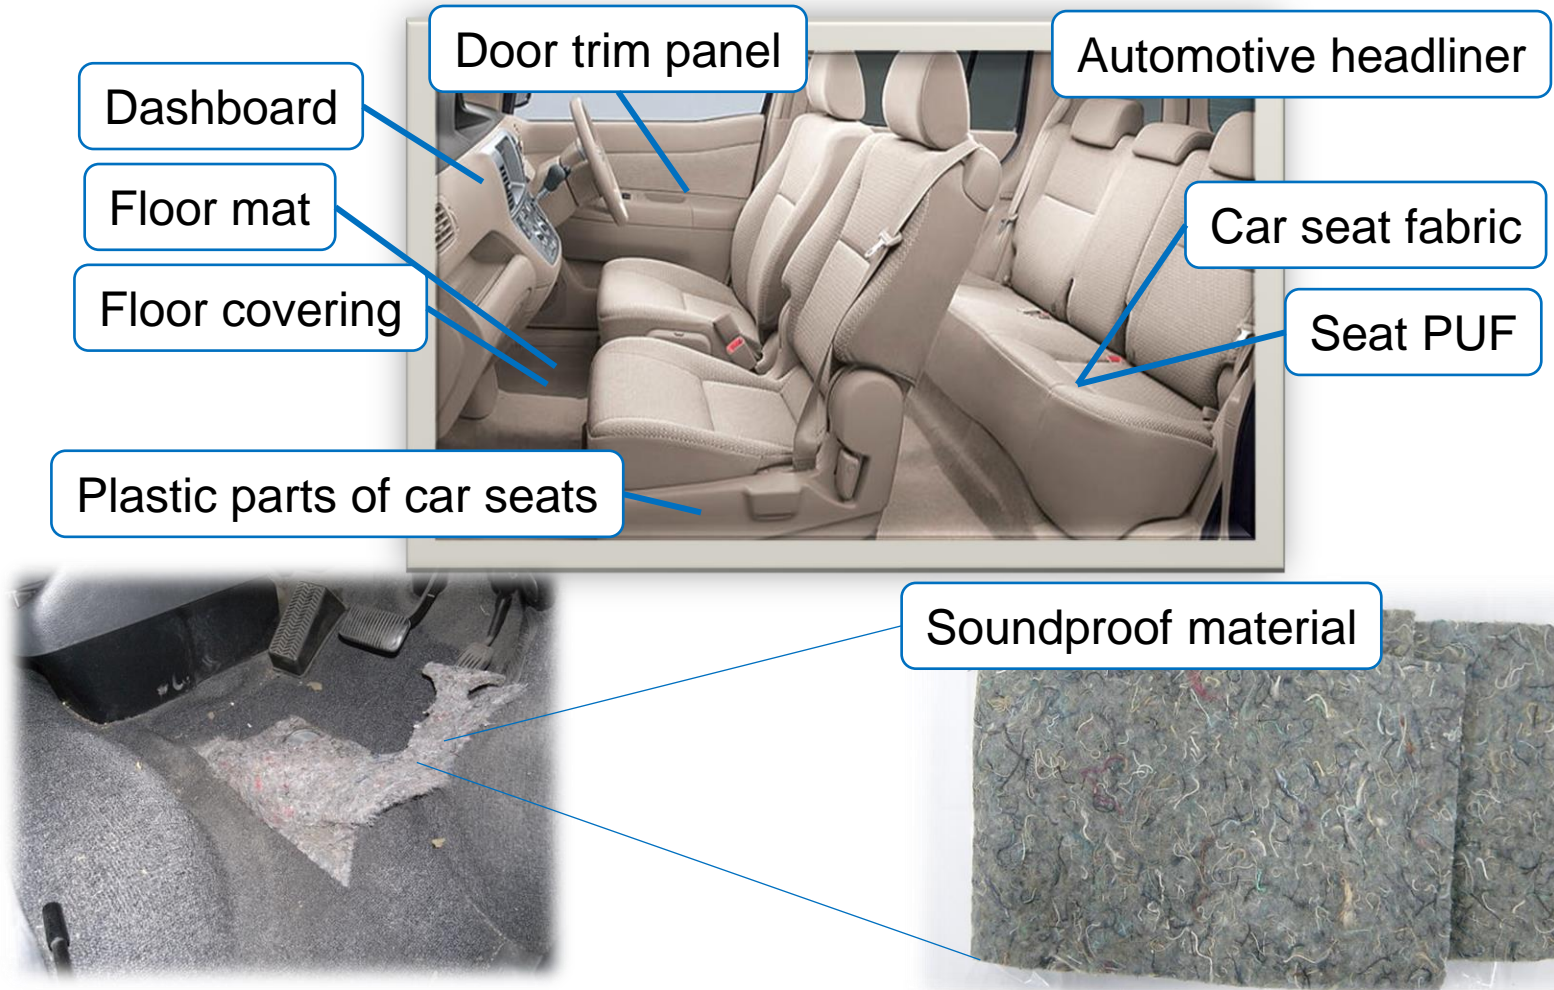 Door trim panel
Automotive headliner
Dashboard
Floor mat
Car seat fabric
Floor covering
Seat PUF
Plastic parts of car seats
Soundproof material